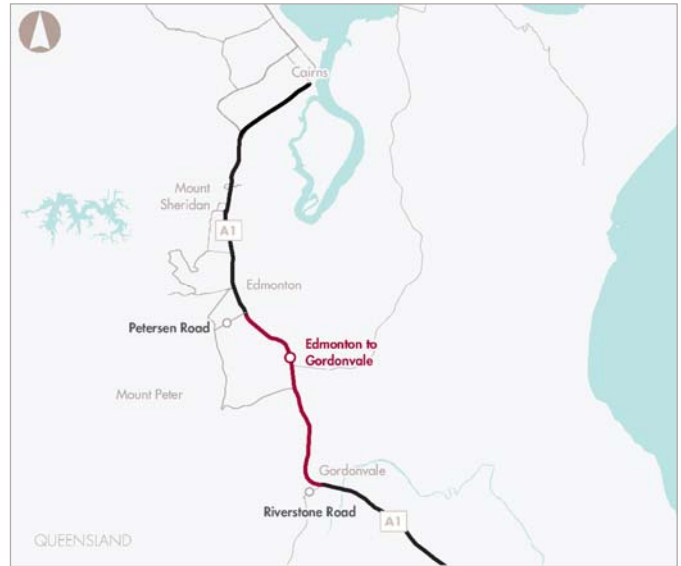 Cairns
Mount
Sheridan
A1
Edmonton
Petersen Road
Edmonton to
Gordonvale
Mount Peter
Gordonvale
Riverstone Road
A1
QUEENSLAND